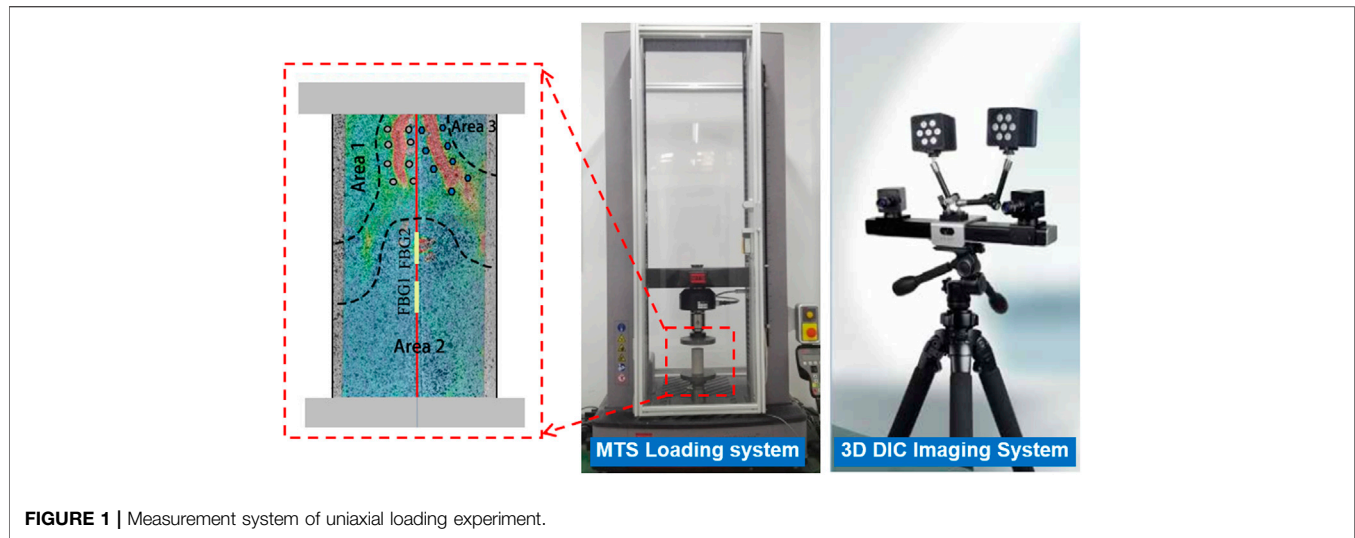 Area 1
Area 3
FBG2
FBG1
Area 2
MTS Loading system
3D DIC Imaging System
FIGURE 1 | Measurement system of uniaxial loading experiment.